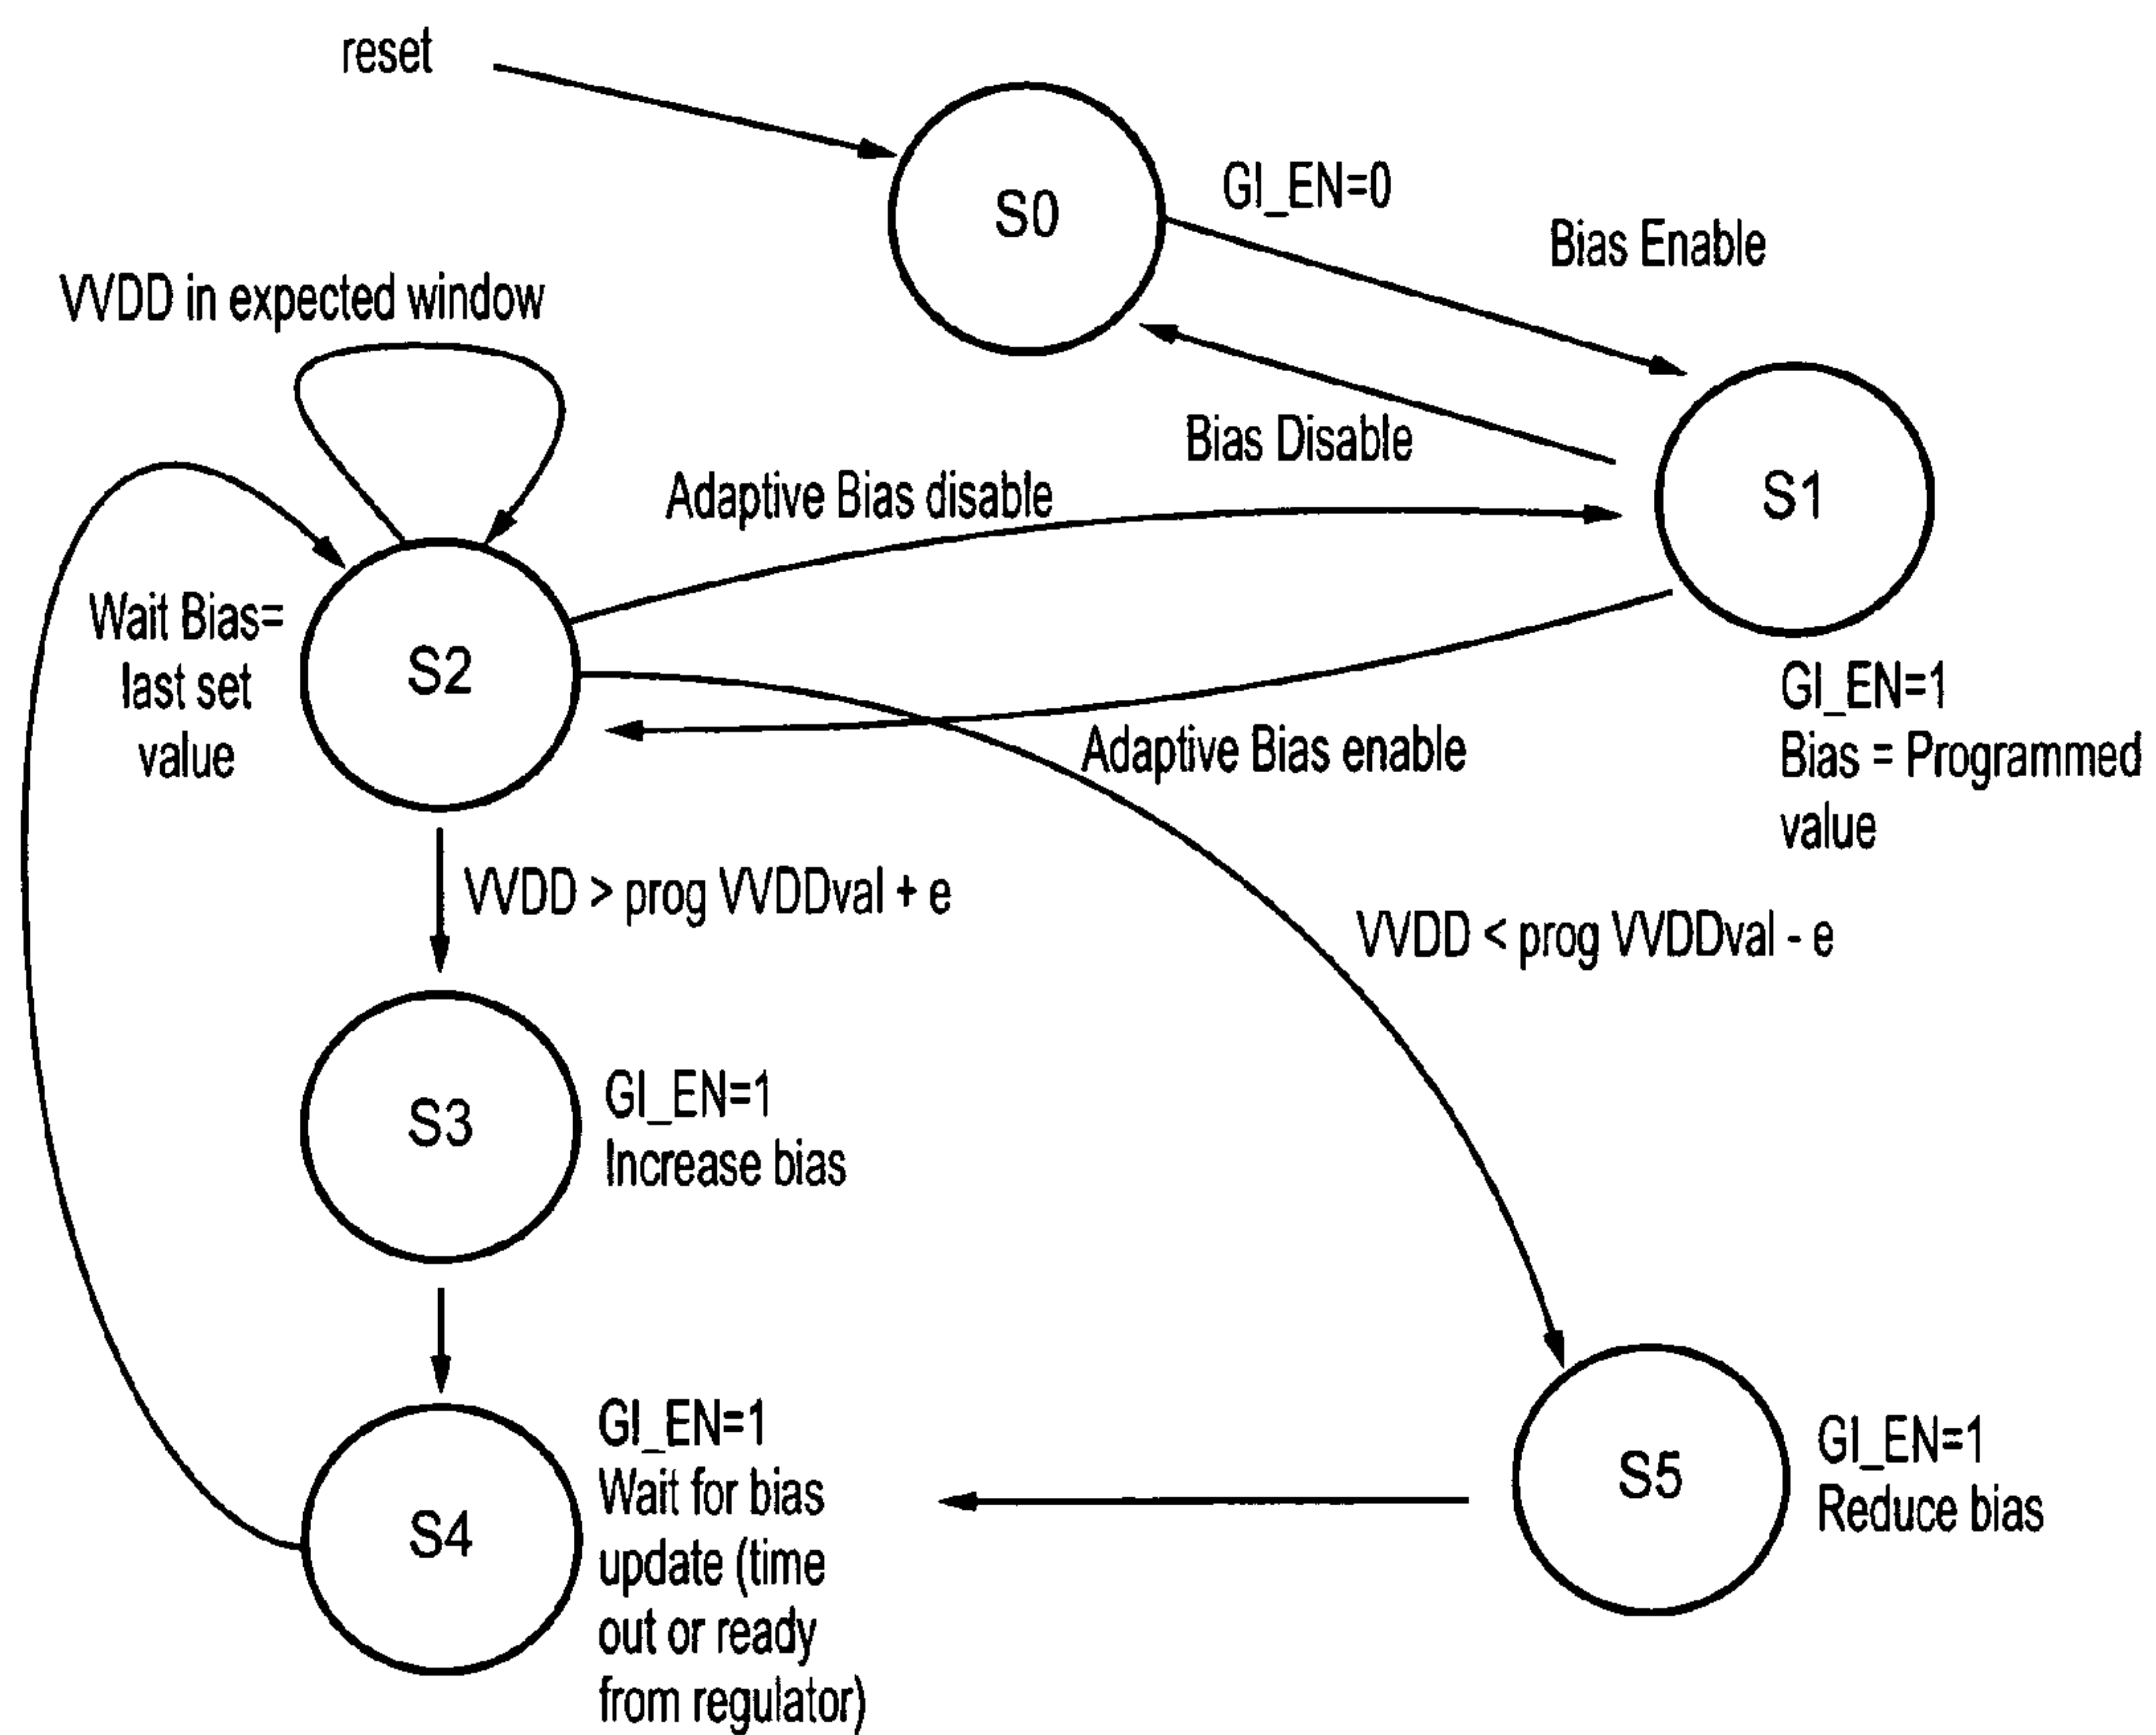 reset
S0
GI_EN=0
Bias Enable
VVDD in expected window
Bias Disable
Adaptive Bias disable
S1
Wait Bias=
last set
value
S2
GI_EN=1
Bias = Programmed
value
Adaptive Bias enable
VVDD > prog VVDDval + e
VVDD < prog VVDDval - e
S3
GI_EN=1
Increase bias
S4
GI_EN=1
Wait for bias
update (time
out or ready
from regulator)
S5
GI_EN=1
Reduce bias